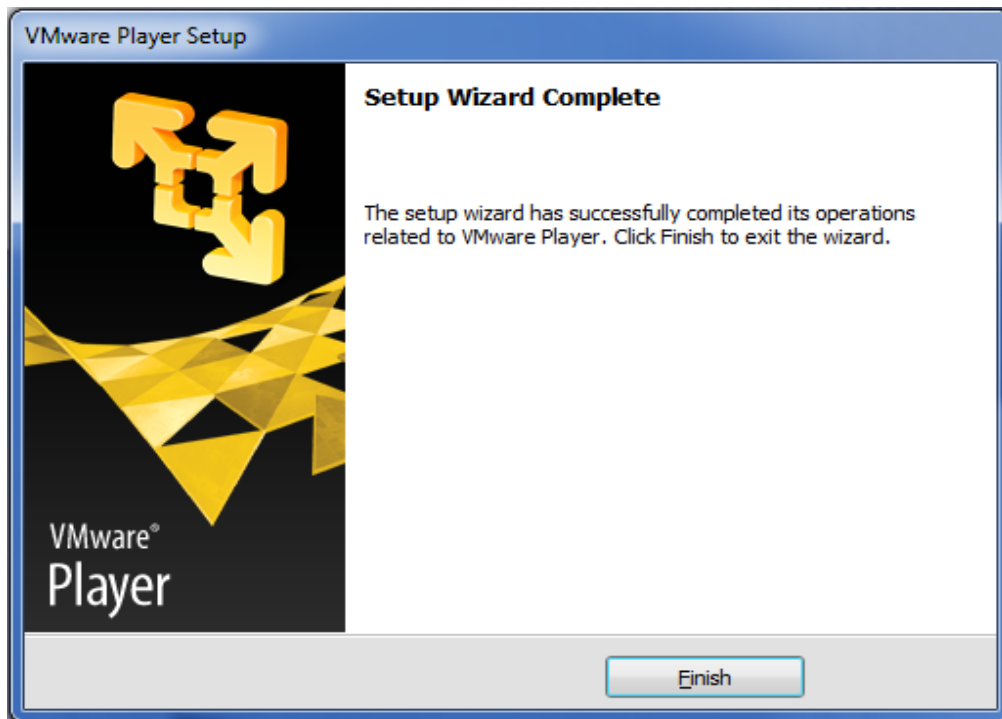 VMware Player Setup
Setup Wizard Complete
The setup wizard has successfully completed its operations
related to VMware Player. Click Finish to exit the wizard.
VMware®
Player
Finish